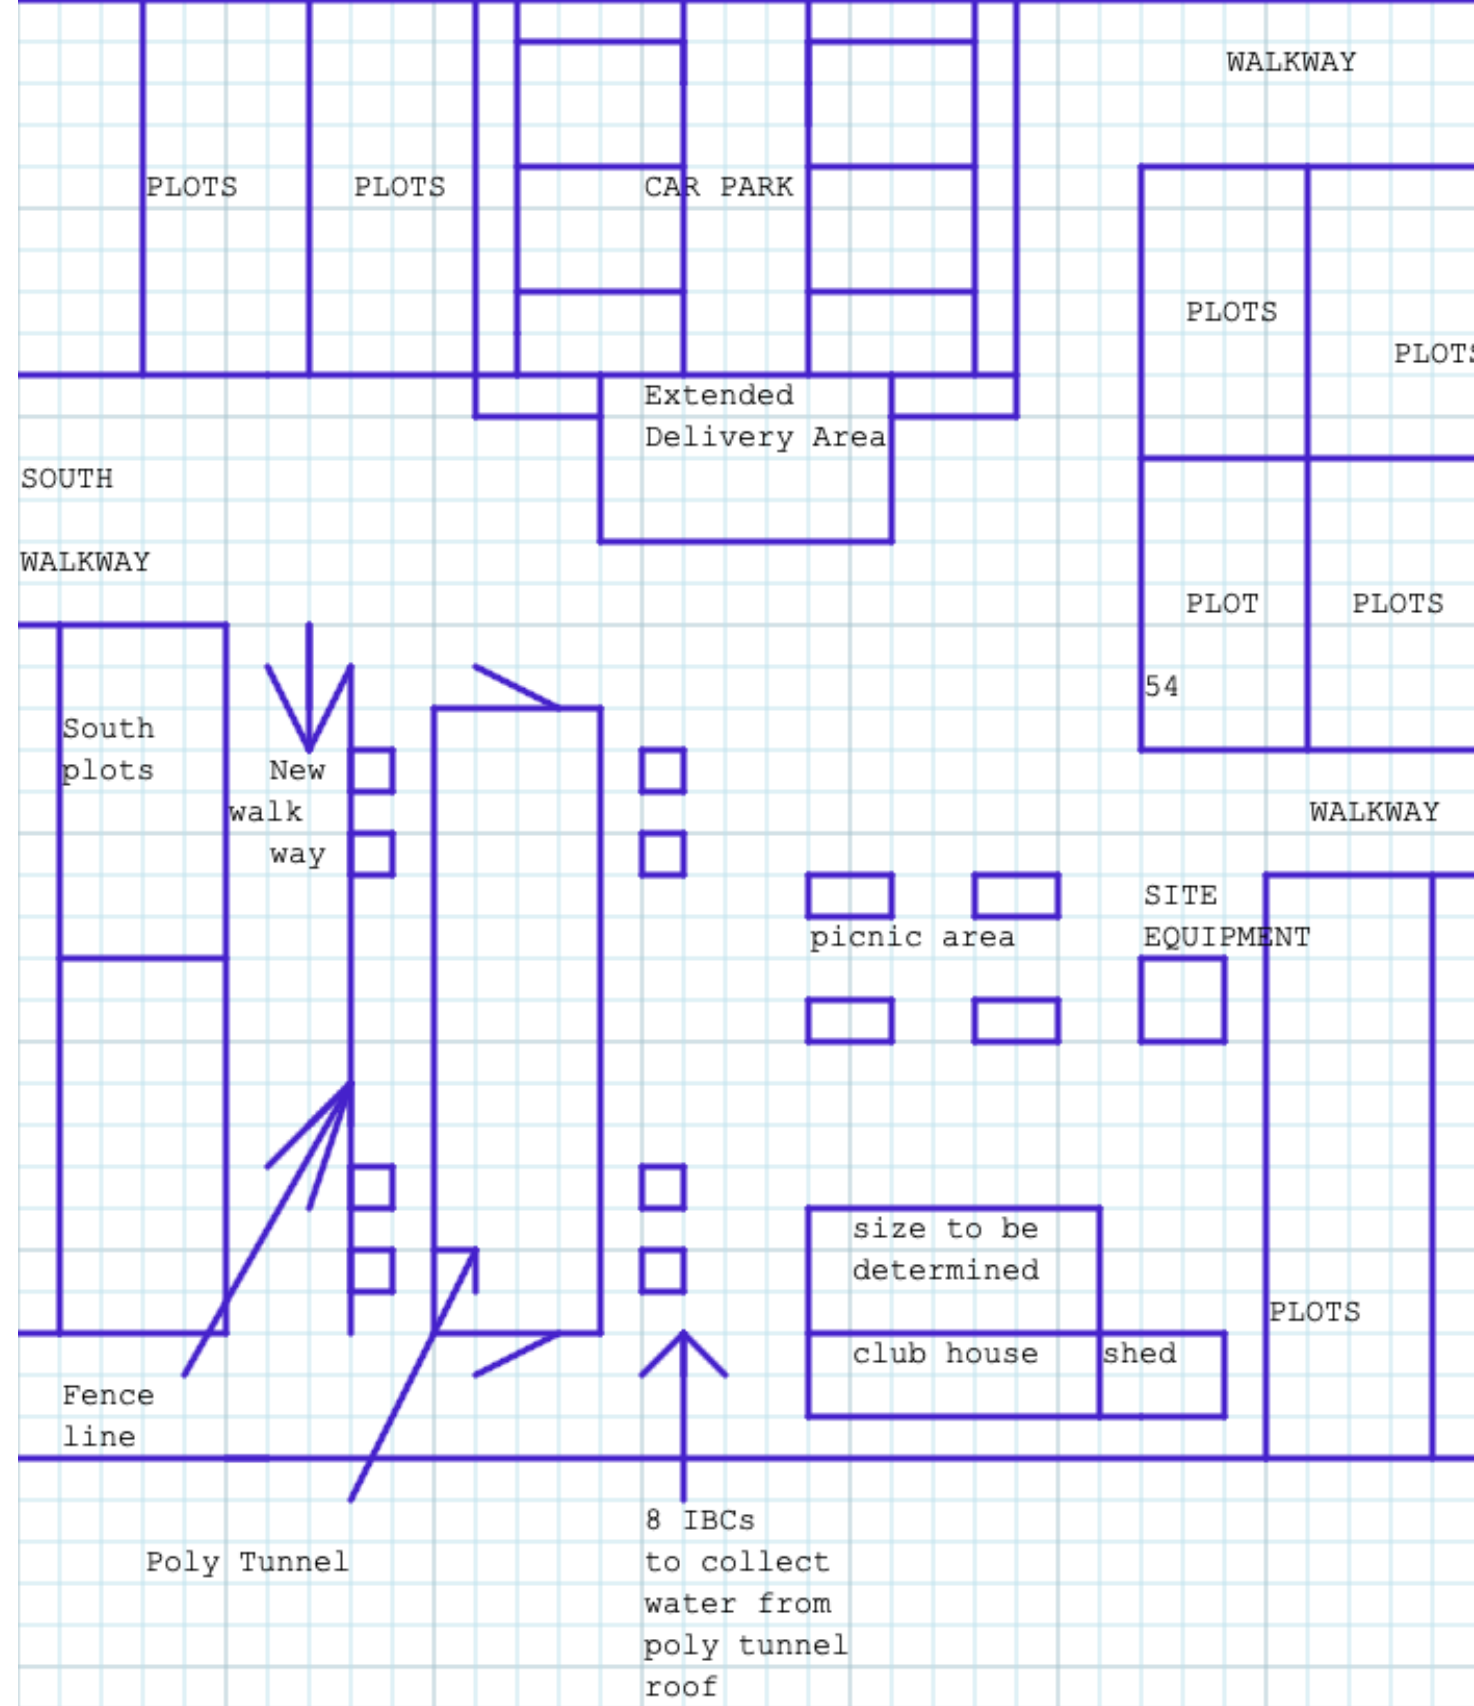 WALKWAY
PLOTS
PLOTS
CAR PARK
PLOTS
PLOTS
Extended
Delivery Area
SOUTH
WALKWAY
PLOT
PLOTS
54
South
plots
New
walk
way
WALKWAY
SITE
EQUIPMENT
picnic area
size to be
determined
PLOTS
club house
shed
Fence
line
8 IBCs
to collect
water from
poly tunnel
roof
Poly Tunnel